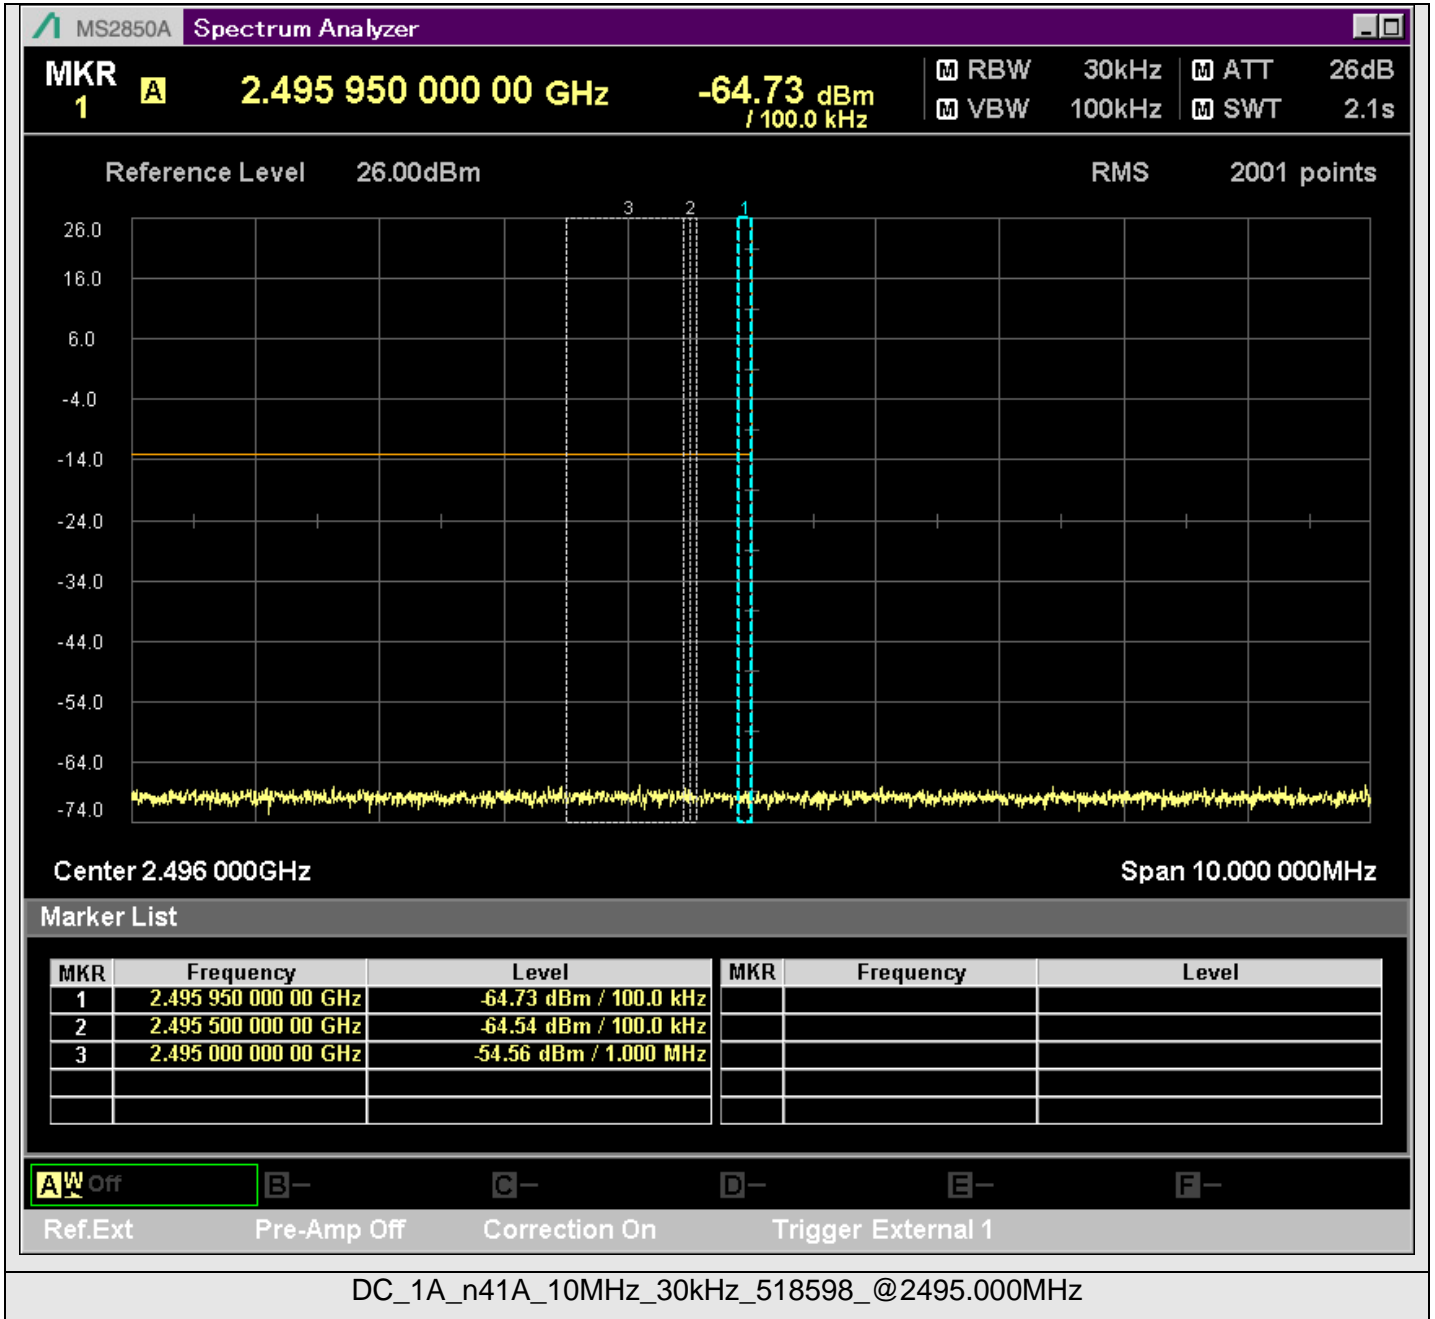 MS2850A Spectrum Analyzer
MKR 1 A 2.495 950 000 00 GHz -64.73 dBm / 100.0 kHz
M RBW 30kHz M ATT 26dB
M VBW 100kHz M SWT 2.1s
Reference Level 26.00dBm RMS 2001 points
3 2 1
26.0
16.0
6.0
-4.0
-14.0
-24.0
-34.0
-44.0
-54.0
-64.0
-74.0
Center 2.496 000GHz Span 10.000 000MHz
Marker List
MKR Frequency Level MKR Frequency Level
1 2.495 950 000 00 GHz -64.73 dBm / 100.0 kHz
2 2.495 500 000 00 GHz -64.54 dBm / 100.0 kHz
3 2.495 000 000 00 GHz -54.56 dBm / 1.000 MHz
A W Off B - C - D - E - F -
Ref.Ext Pre-Amp Off Correction On Trigger External 1
DC_1A_n41A_10MHz_30kHz_518598_@2495.000MHz